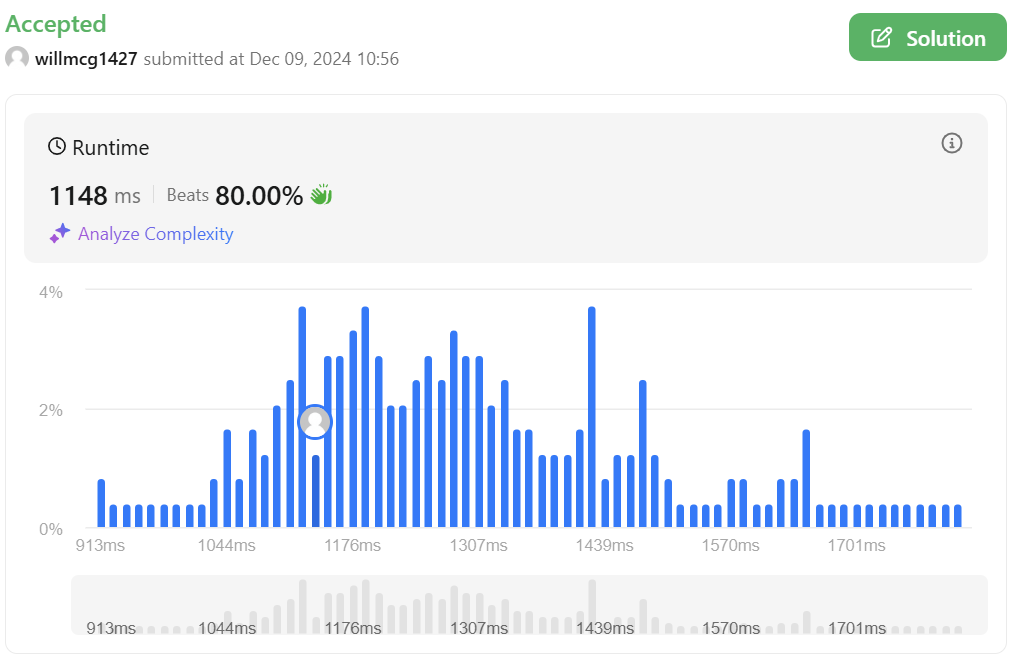 Accepted
Solution
willmcg1427 submitted at Dec 09, 2024 10:56
Runtime
1148 ms Beats 80.00%
Analyze Complexity
4%
2%
0%
913ms 1044ms 1176ms 1307ms 1439ms 1570ms 1701ms
913ms 1044ms 1176ms 1307ms 1439ms 1570ms 1701ms